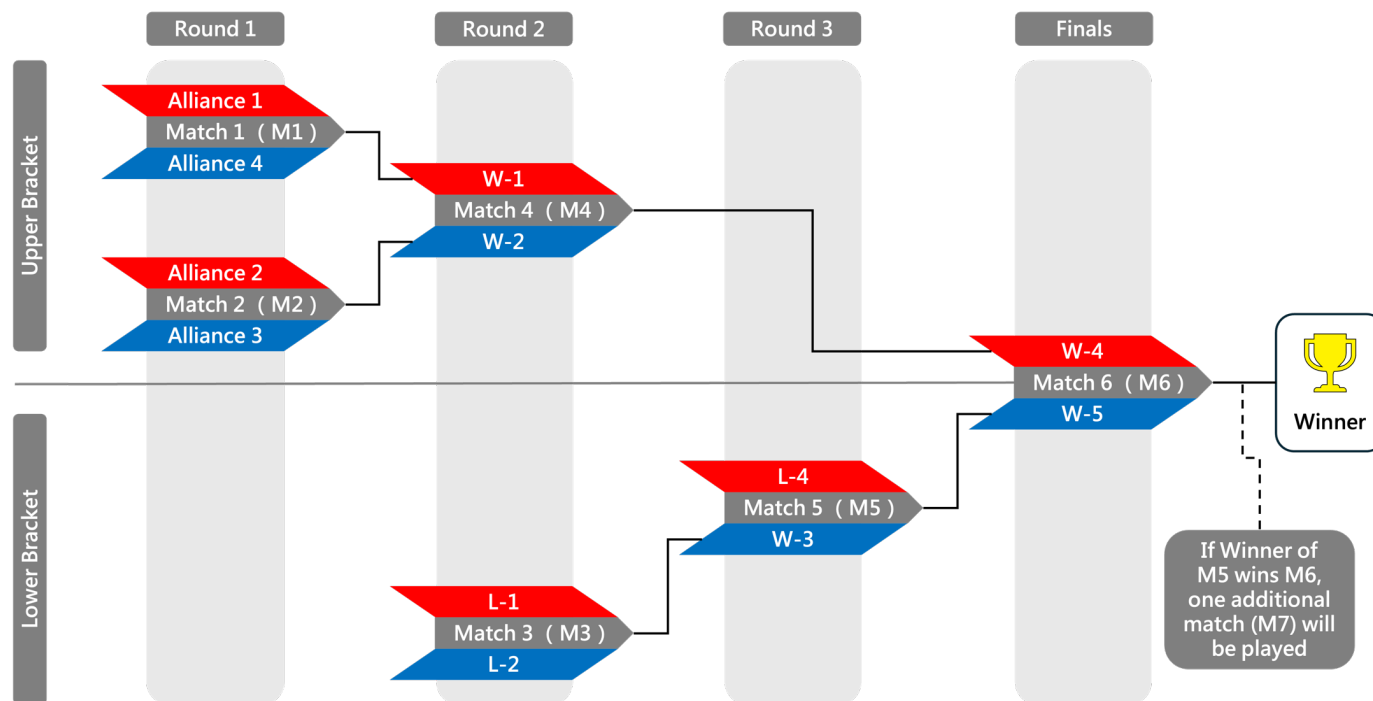 Round 1
Round 2
Round 3
Finals
Upper Bracket
Alliance 1
Match 1 ( M1 )
Alliance 4
Alliance 2
Match 2 ( M2 )
Alliance 3
W-1
Match 4 ( M4 )
W-2
W-4
Match 6 ( M6 )
W-5
Winner
Lower Bracket
L-4
Match 5 ( M5 )
W-3
L-1
Match 3 ( M3 )
L-2
If Winner of
M5 wins M6,
one additional
match (M7) will
be played